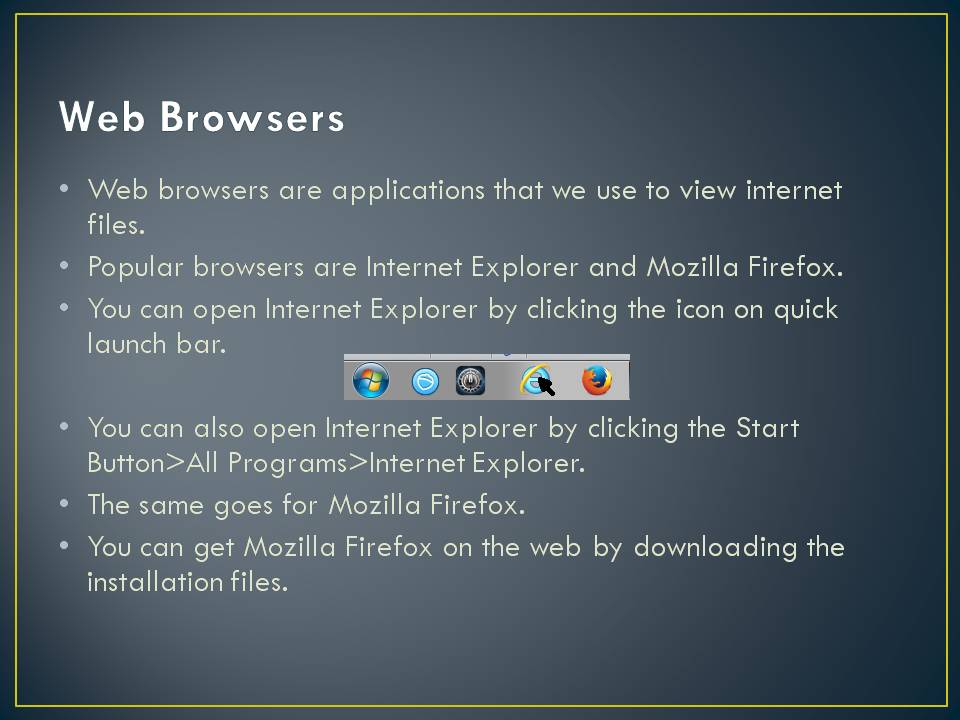 Web Browsers
• Web browsers are applications that we use to view internet
files.
• Popular browsers are Internet Explorer and Mozilla Firefox.
• You can open Internet Explorer by clicking the icon on quick
launch bar.
• You can also open Internet Explorer by clicking the Start
Button>All Programs>Internet Explorer.
• The same goes for Mozilla Firefox.
• You can get Mozilla Firefox on the web by downloading the
installation files.